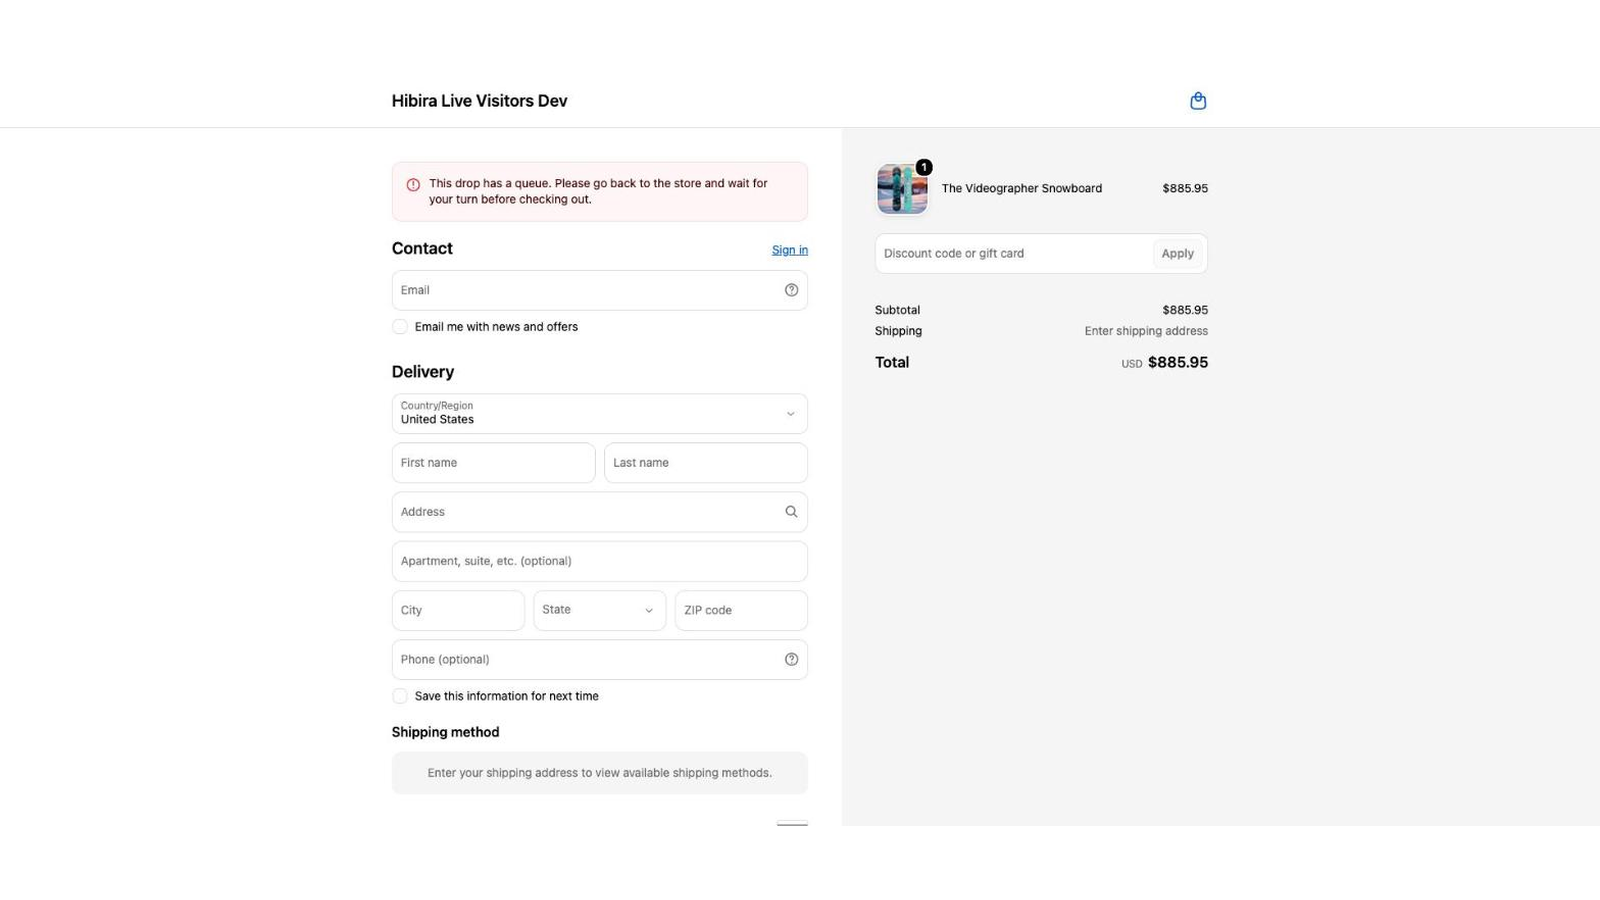 Hibira Live Visitors Dev
This drop has a queue. Please go back to the store and wait for
your turn before checking out.
Contact
Sign in
Email
Email me with news and offers
Delivery
Country/Region
United States
First name
Last name
Address
Apartment, suite, etc. (optional)
City
State
ZIP code
Phone (optional)
Save this information for next time
Shipping method
Enter your shipping address to view available shipping methods.
1
The Videographer Snowboard
$885.95
Discount code or gift card
Apply
Subtotal
$885.95
Shipping
Enter shipping address
Total
USD $885.95